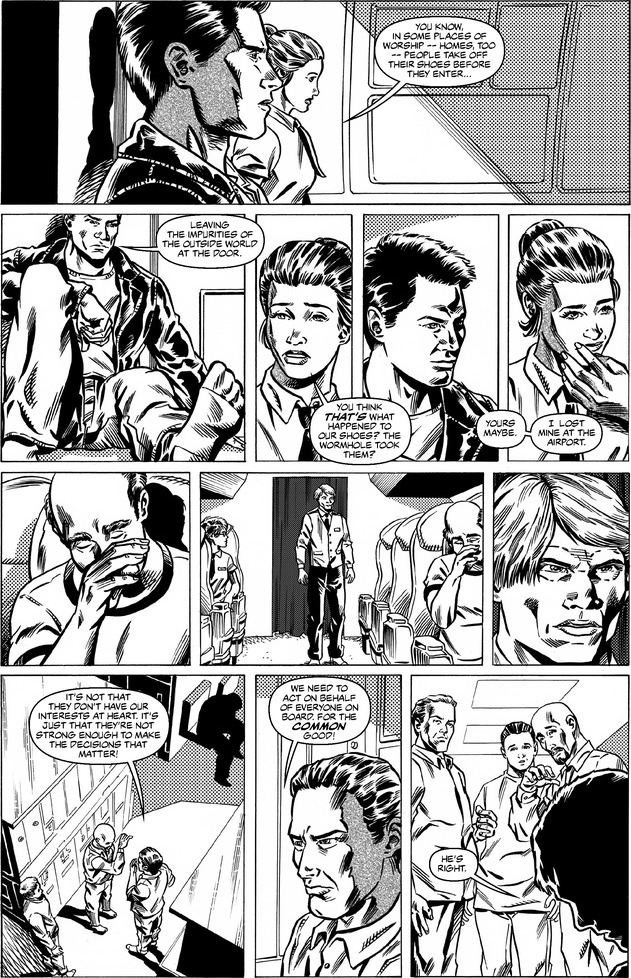 YOU KNOW,
IN SOME PLACES OF
WORSHIP -- HOMES, TOO
-- PEOPLE TAKE OFF
THEIR SHOES BEFORE
THEY ENTER...
LEAVING
THE IMPURITIES OF
THE OUTSIDE WORLD
AT THE DOOR.
YOU THINK
THAT'S WHAT
HAPPENED TO
OUR SHOES? THE
WORMHOLE TOOK
THEM?
YOURS
MAYBE.
I LOST
MINE AT THE
AIRPORT.
IT'S NOT THAT
THEY DON'T HAVE OUR
INTERESTS AT HEART. IT'S
JUST THAT THEY'RE NOT
STRONG ENOUGH TO MAKE
THE DECISIONS THAT
MATTER!
WE NEED TO
ACT ON BEHALF
OF EVERYONE ON
BOARD. FOR THE
COMMON
GOOD!
HE'S
RIGHT.